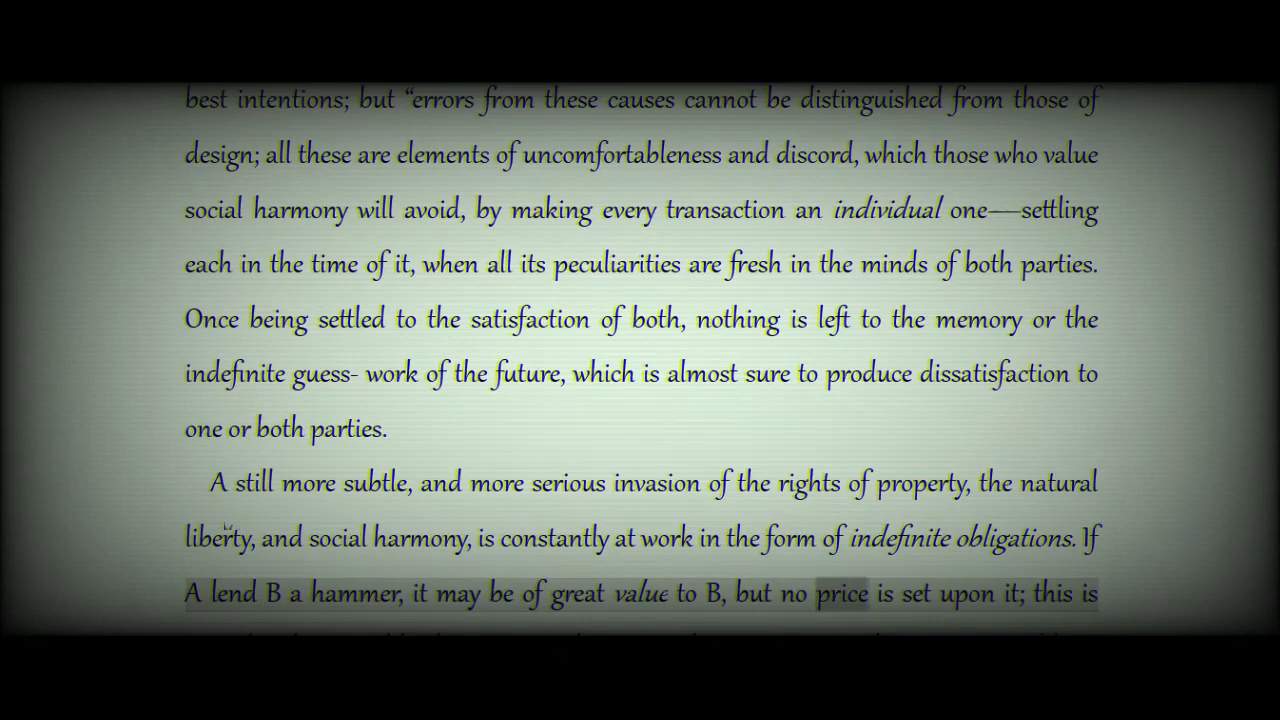 best intentions; but “errors from these causes cannot be distinguished from those of
design; all these are elements of uncomfortableness and discord, which those who value
social harmony will avoid, by making every transaction an individual one—settling
each in the time of it, when all its peculiarities are fresh in the minds of both parties.
Once being settled to the satisfaction of both, nothing is left to the memory or the
indefinite guess- work of the future, which is almost sure to produce dissatisfaction to
one or both parties.
A still more subtle, and more serious invasion of the rights of property, the natural
liberty, and social harmony, is constantly at work in the form of indefinite obligations. If
A lend B a hammer, it may be of great value to B, but no price is set upon it; this is